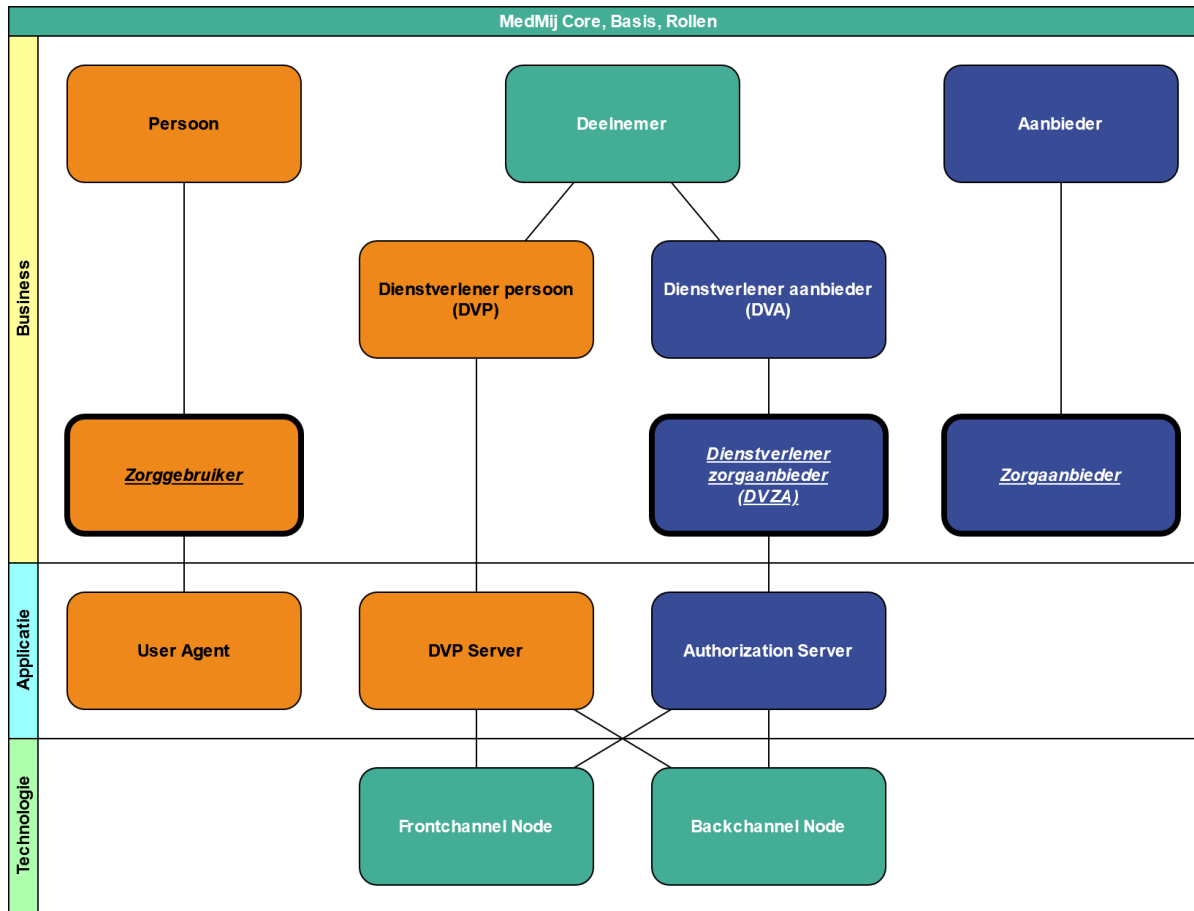 MedMij Core, Basis, Rollen
Business
Persoon
Deelnemer
Aanbieder
Dienstverlener persoon
(DVP)
Dienstverlener aanbieder
(DVA)
Zorggebruiker
Dienstverlener
zorgaanbieder
(DVZA)
Zorgaanbieder
Applicatie
User Agent
DVP Server
Authorization Server
Technologie
Frontchannel Node
Backchannel Node